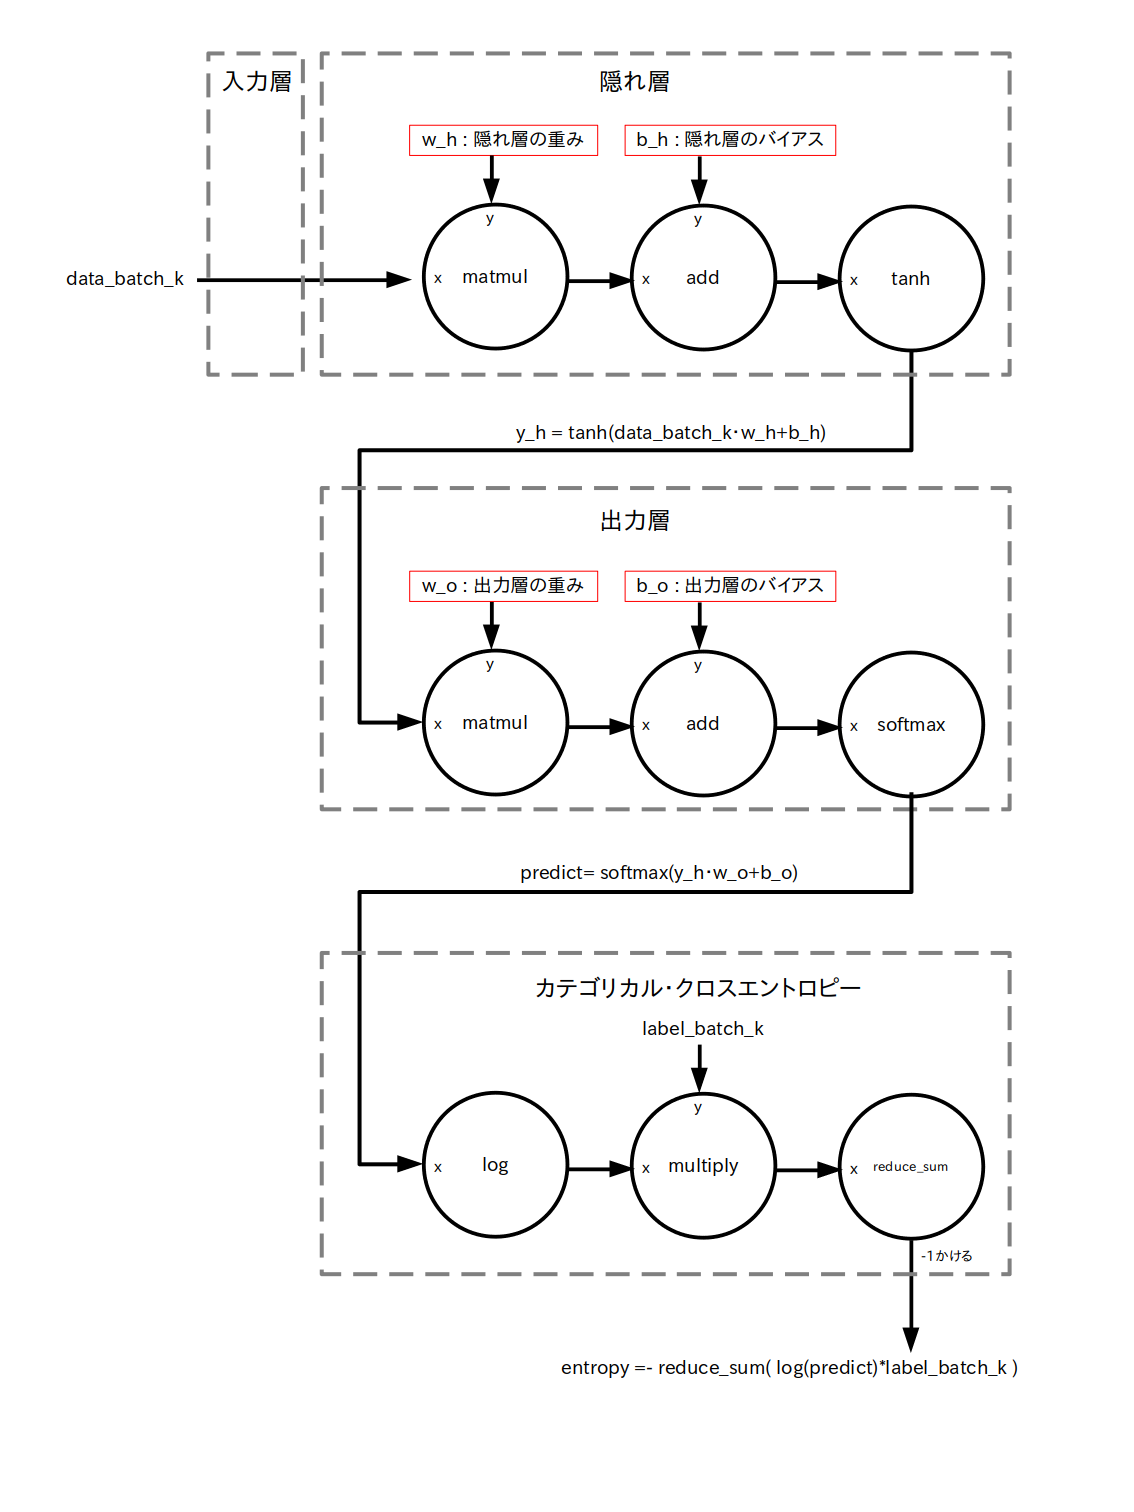 入力層
隠れ層
w_h : 隠れ層の重み
b_h : 隠れ層のバイアス
y
y
data_batch_k
x matmul
x add
x tanh
y_h = tanh(data_batch_k・w_h+b_h)
出力層
w_o : 出力層の重み
b_o : 出力層のバイアス
y
y
x matmul
x add
x softmax
predict= softmax(y_h・w_o+b_o)
カテゴリカル・クロスエントロピー
label_batch_k
y
x log
x multiply
x reduce_sum
-1かける
entropy =- reduce_sum( log(predict)*label_batch_k )